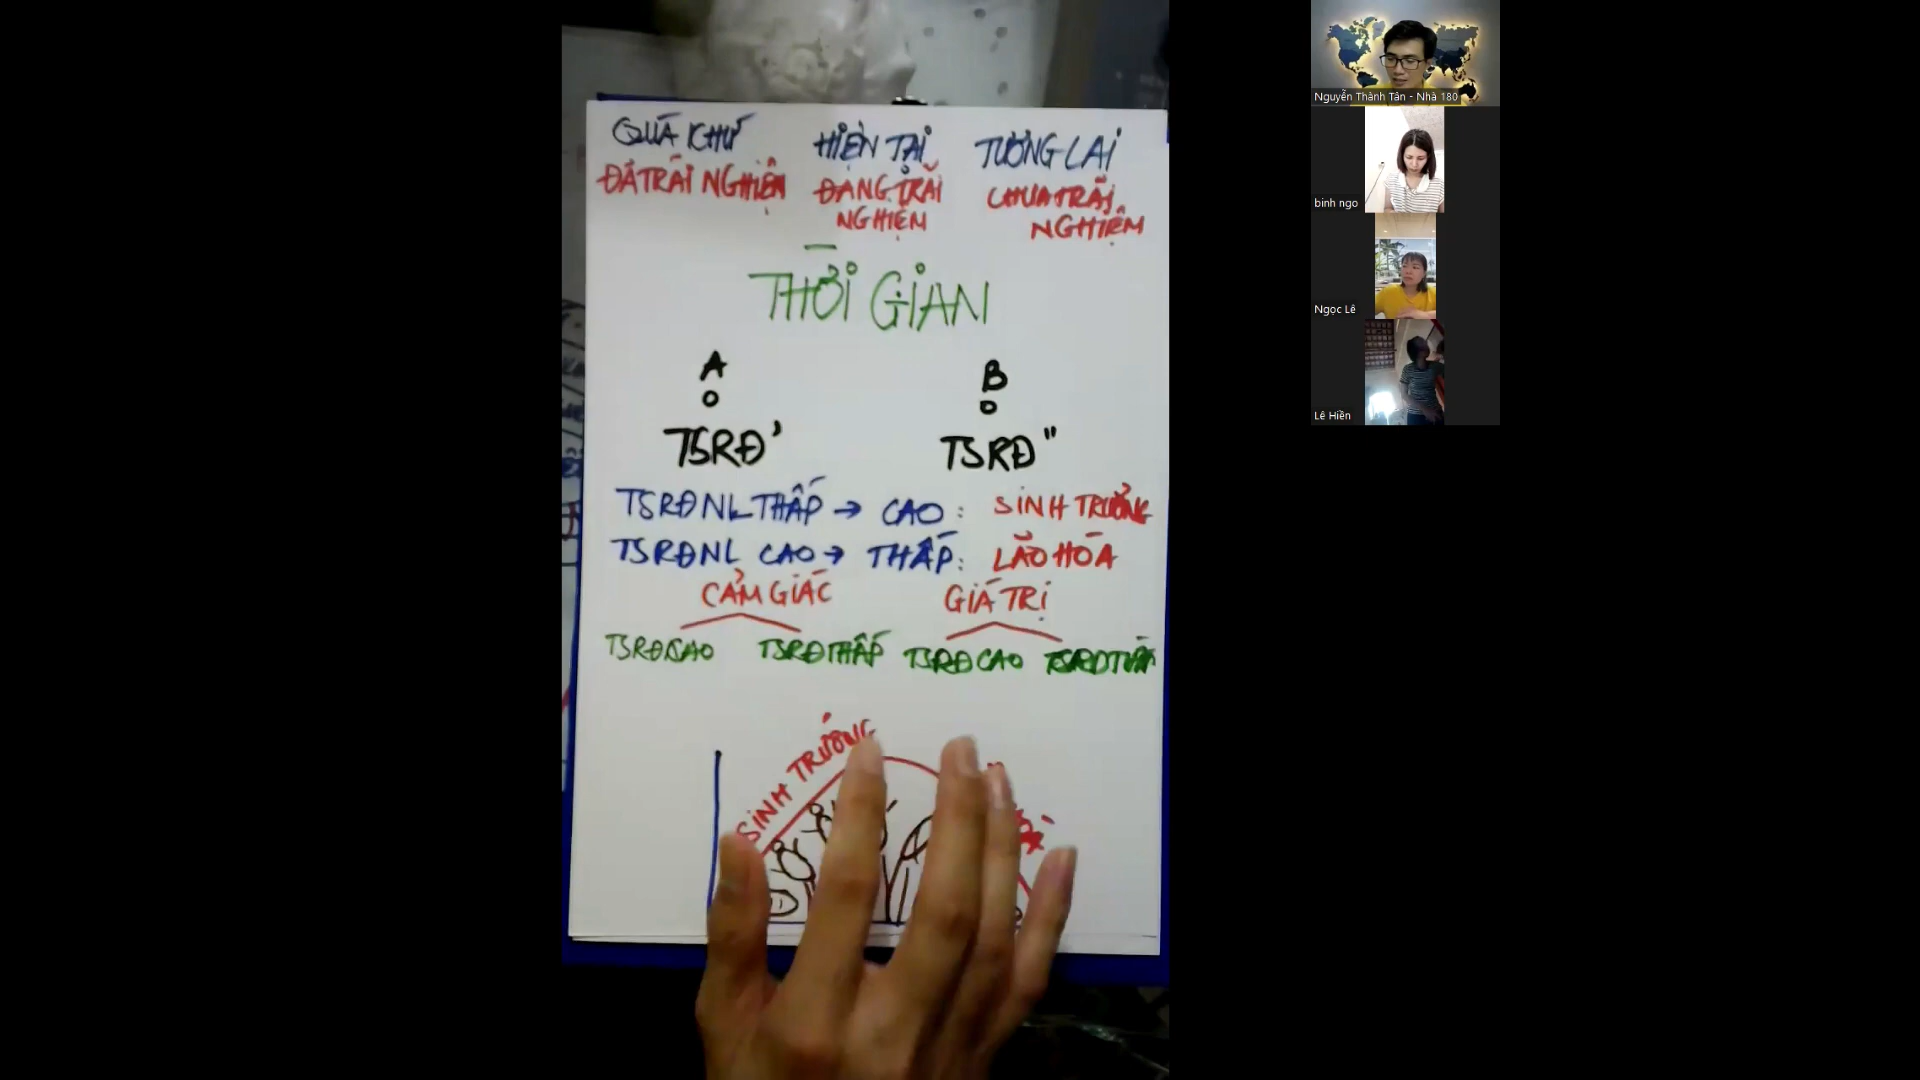 QUÁ KHỨ HIỆN TẠI TƯƠNG LAI
ĐÃ TRẢI NGHIỆM ĐANG TRẢI NGHIỆM CHƯA TRẢI NGHIỆM
THỜI GIAN
A B
TSRĐ' TSRĐ"
TSRĐNL THẤP → CAO: SINH TRƯỞNG
TSRĐNL CAO → THẤP: LÃO HÓA
CẢM GIÁC GIÁ TRỊ
TSRĐ CAO TSRĐ THẤP TSRĐ CAO
SINH TRƯỞNG
Nguyễn Thành Tân - Nhà 180
binh ngo
Ngọc Lê
Lê Hiền